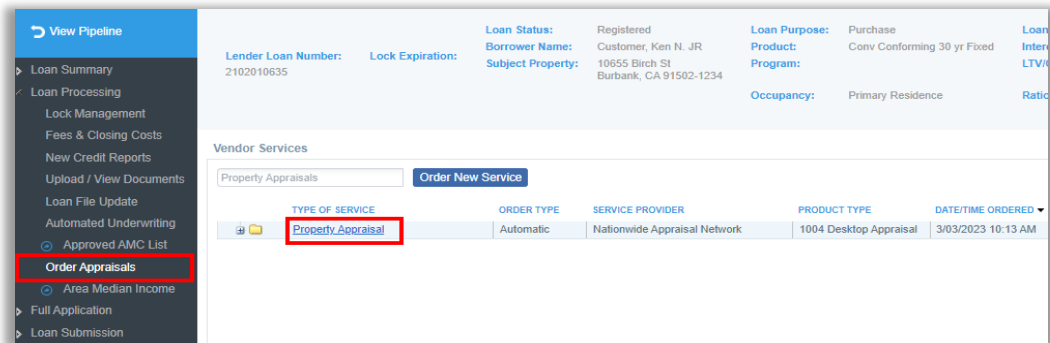 View Pipeline
Loan Summary
Loan Processing
Lock Management
Fees & Closing Costs
New Credit Reports
Upload / View Documents
Loan File Update
Automated Underwriting
Approved AMC List
Order Appraisals
Area Median Income
Full Application
Loan Submission
Lender Loan Number:
2102010635
Lock Expiration:
Loan Status: Registered
Borrower Name: Customer, Ken N. JR
Subject Property: 10655 Birch St
Burbank, CA 91502-1234
Loan Purpose: Purchase
Product: Conv Conforming 30 yr Fixed
Program:
Occupancy: Primary Residence
Loan
Inter
LTV/
Ratio
Vendor Services
Property Appraisals Order New Service
TYPE OF SERVICE ORDER TYPE SERVICE PROVIDER PRODUCT TYPE DATE/TIME ORDERED
Property Appraisal Automatic Nationwide Appraisal Network 1004 Desktop Appraisal 3/03/2023 10:13 AM